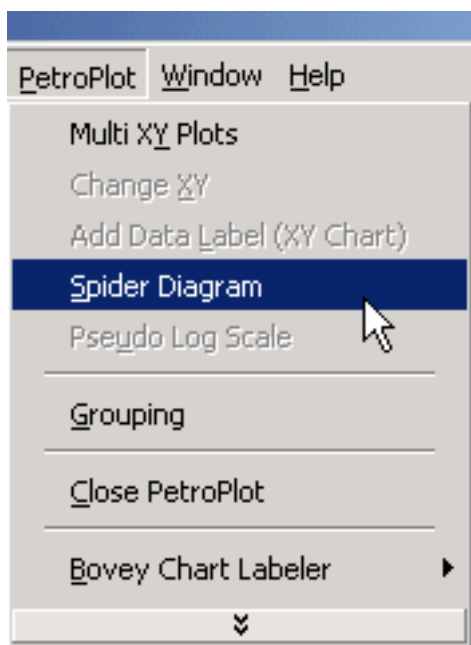 PetroPlot Window Help
Multi XY Plots
Change XY
Add Data Label (XY Chart)
Spider Diagram
Pseudo Log Scale
Grouping
Close PetroPlot
Bovey Chart Labeler